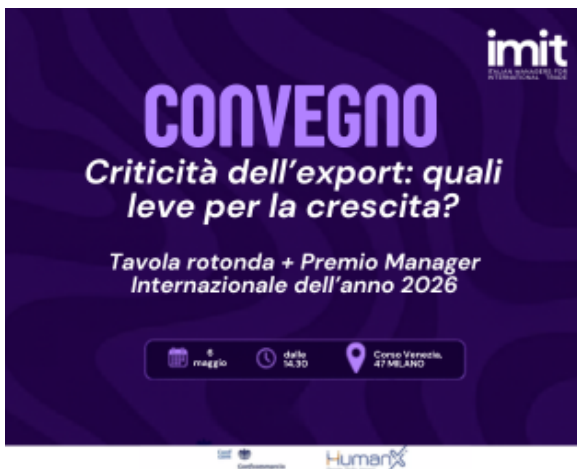 imit
ITALIAN MANAGERS FOR
INTERNATIONAL TRADE
CONVEGNO
Criticità dell'export: quali
leve per la crescita?
Tavola rotonda + Premio Manager
Internazionale dell'anno 2026
6
maggio
dalle
14.30
Corso Venezia,
47 MILANO
Confcommercio
HumanX